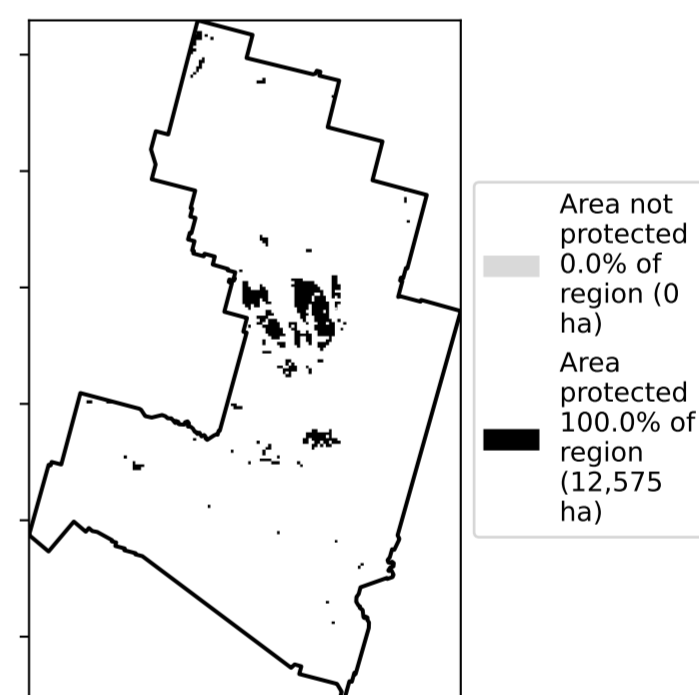 Area not
protected
0.0% of
region (0
ha)
Area
protected
100.0% of
region
(12,575
ha)